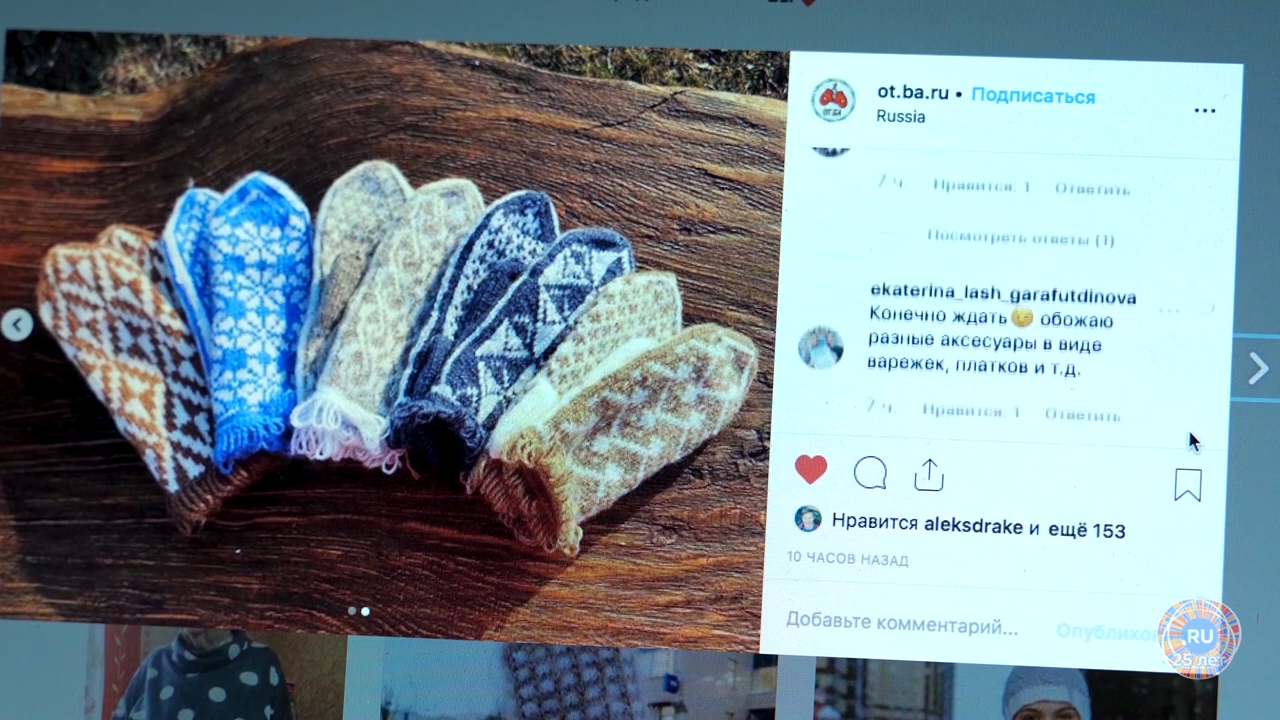 ot.ba.ru • Подписаться
Russia
7 ч. Нравится: 1 Ответить
Посмотреть ответы (1)
ekaterina_lash_garafutdinova
Конечно ждать😉 обожаю
разные аксесуары в виде
варежек, платков и т.д.
7 ч. Нравится: 1 Ответить
Нравится aleksdrake и ещё 153
10 ЧАСОВ НАЗАД
Добавьте комментарий...
.RU
25 лет